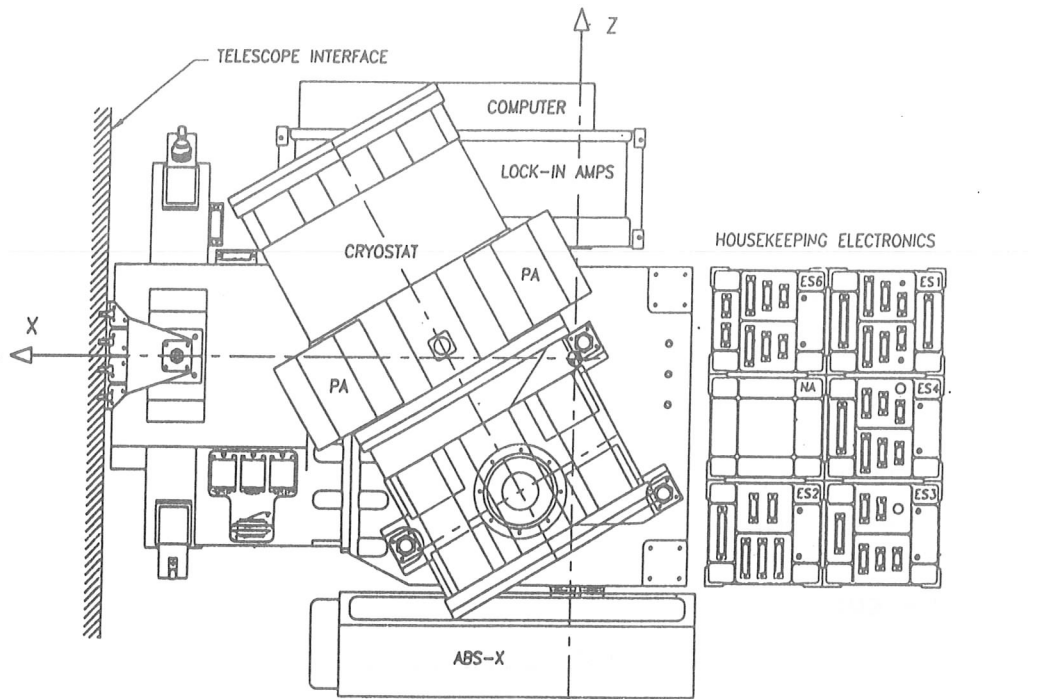 Z
TELESCOPE INTERFACE
COMPUTER
LOCK-IN AMPS
CRYOSTAT
HOUSEKEEPING ELECTRONICS
PA
ES6
ES1
X
PA
NA
ES4
ES2
ES3
ABS-X